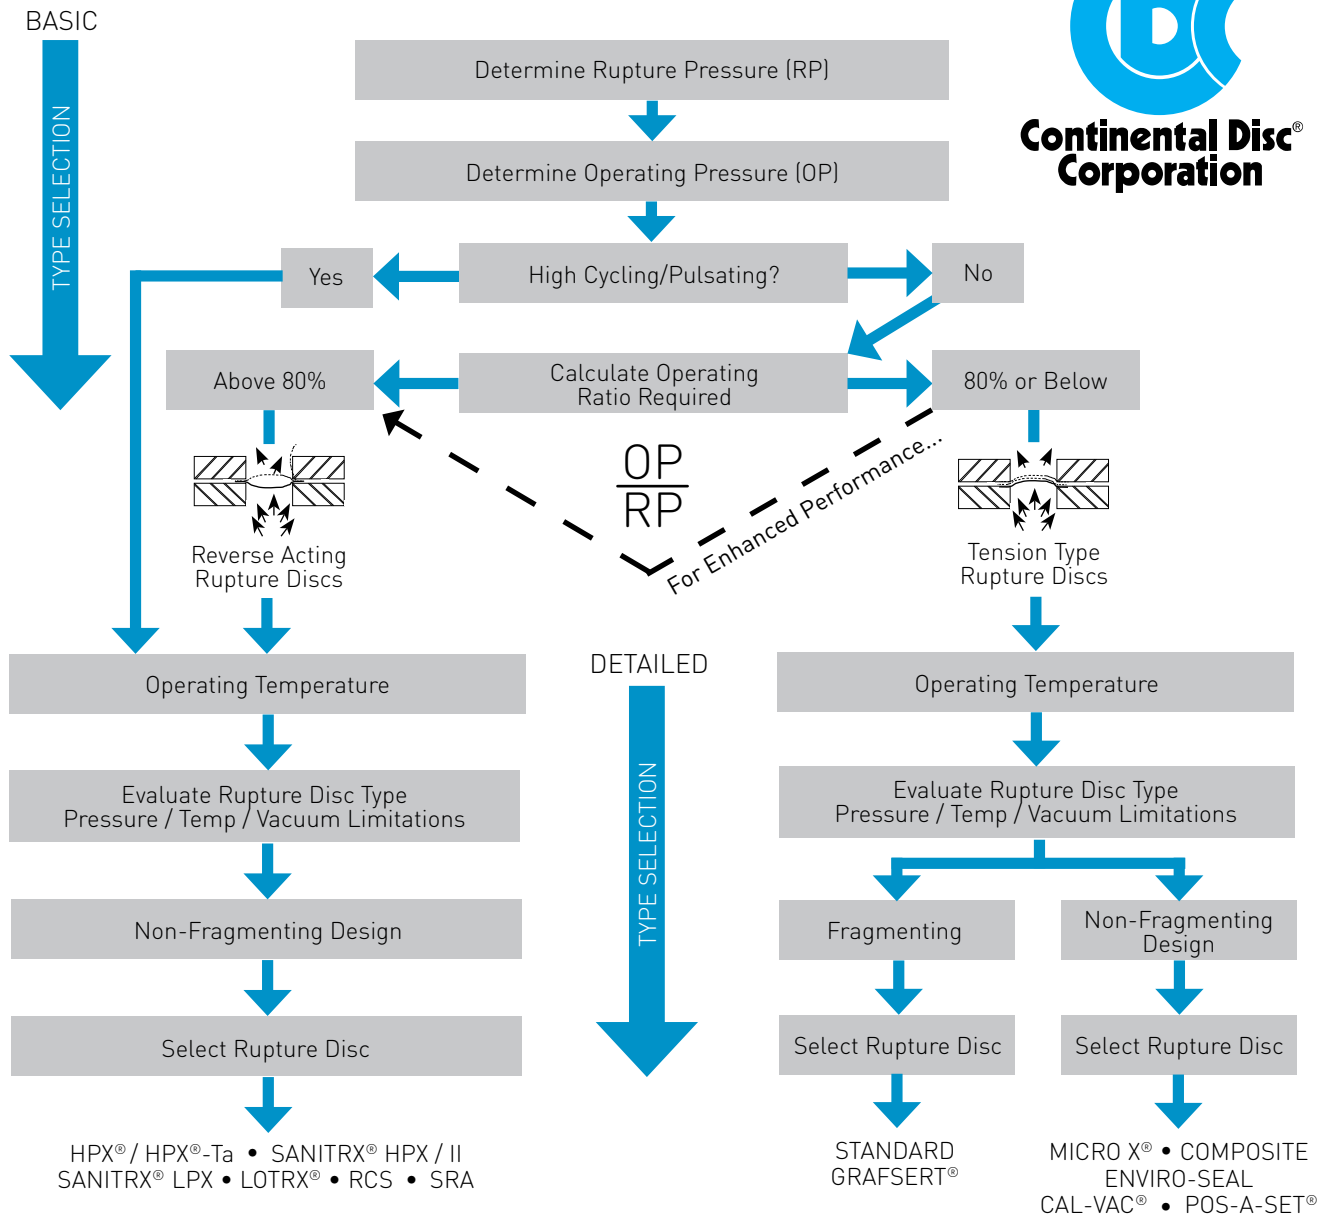 BASIC
TYPE SELECTION
CDC
Continental Disc®
Corporation
Determine Rupture Pressure (RP)
Determine Operating Pressure (OP)
Yes
High Cycling/Pulsating?
No
Above 80%
Calculate Operating
Ratio Required
80% or Below
OP
RP
For Enhanced Performance...
Reverse Acting
Rupture Discs
Tension Type
Rupture Discs
Operating Temperature
Evaluate Rupture Disc Type
Pressure / Temp / Vacuum Limitations
Non-Fragmenting Design
Select Rupture Disc
HPX® / HPX®-Ta • SANITRX® HPX / II
SANITRX® LPX • LOTRX® • RCS • SRA
DETAILED
TYPE SELECTION
Operating Temperature
Evaluate Rupture Disc Type
Pressure / Temp / Vacuum Limitations
Fragmenting
Select Rupture Disc
STANDARD
GRAFSERT®
Non-Fragmenting
Design
Select Rupture Disc
MICRO X® • COMPOSITE
ENVIRO-SEAL
CAL-VAC® • POS-A-SET®